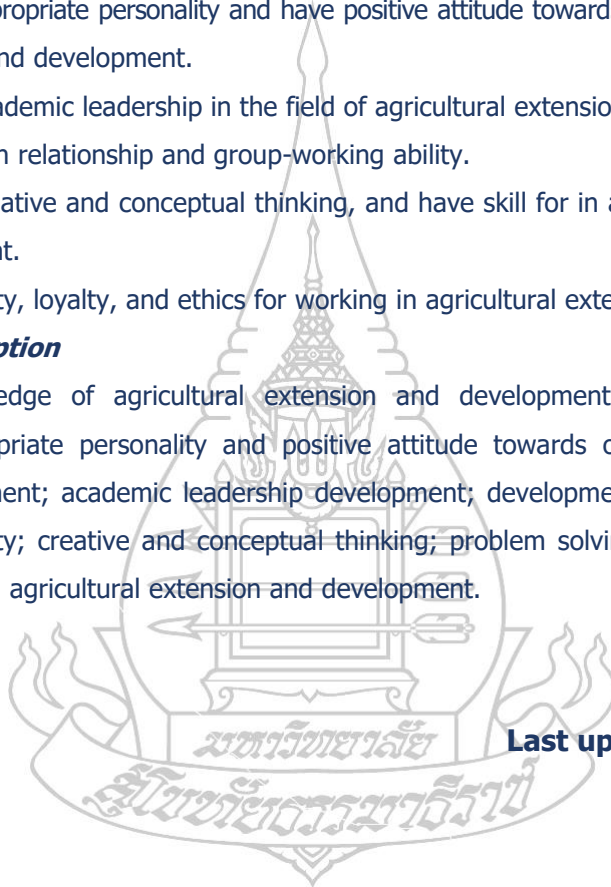 ropriate personality and have positive attitude toward
nd development.
ademic leadership in the field of agricultural extensio
n relationship and group-working ability.
ative and conceptual thinking, and have skill for in a
nt.
ty, loyalty, and ethics for working in agricultural exte
ption
edge of agricultural extension and development
priate personality and positive attitude towards o
ment; academic leadership development; developme
ty; creative and conceptual thinking; problem solvin
agricultural extension and development.
มหาวิทยาลัย
Last up
สุโขทัยธรรมาธิราช